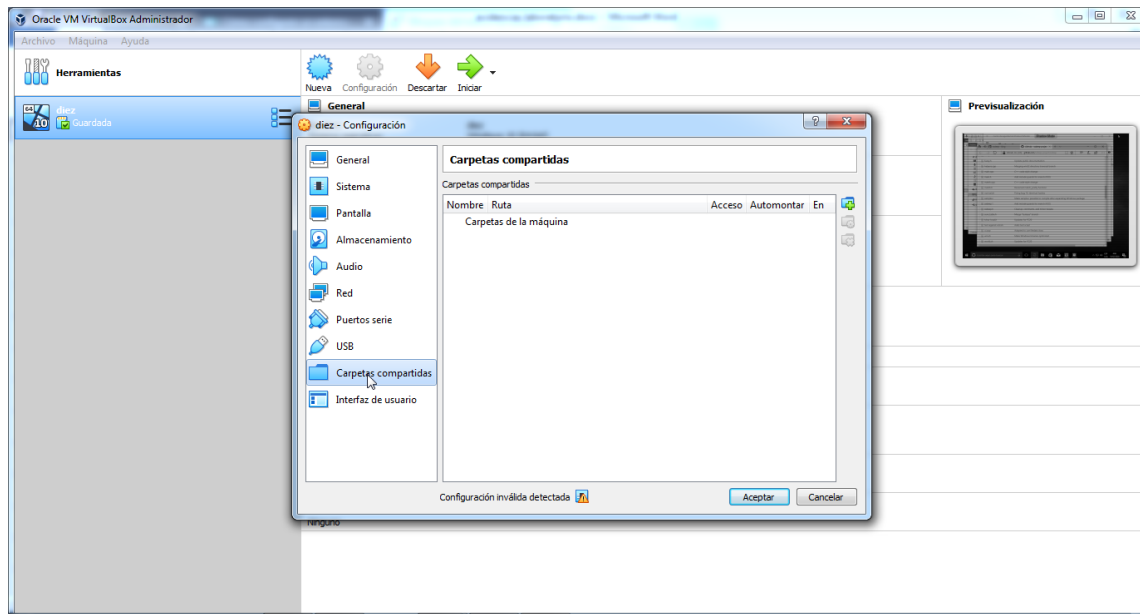 Oracle VM VirtualBox Administrador
Archivo Máquina Ayuda
Herramientas
Nueva Configuración Descartar Iniciar
diez
Guardada
General
Previsualización
diez - Configuración
General
Sistema
Pantalla
Almacenamiento
Audio
Red
Puertos serie
USB
Carpetas compartidas
Interfaz de usuario
Carpetas compartidas
Carpetas compartidas
Nombre Ruta Acceso Automontar En
Carpetas de la máquina
Configuración inválida detectada
Aceptar Cancelar
Ninguno